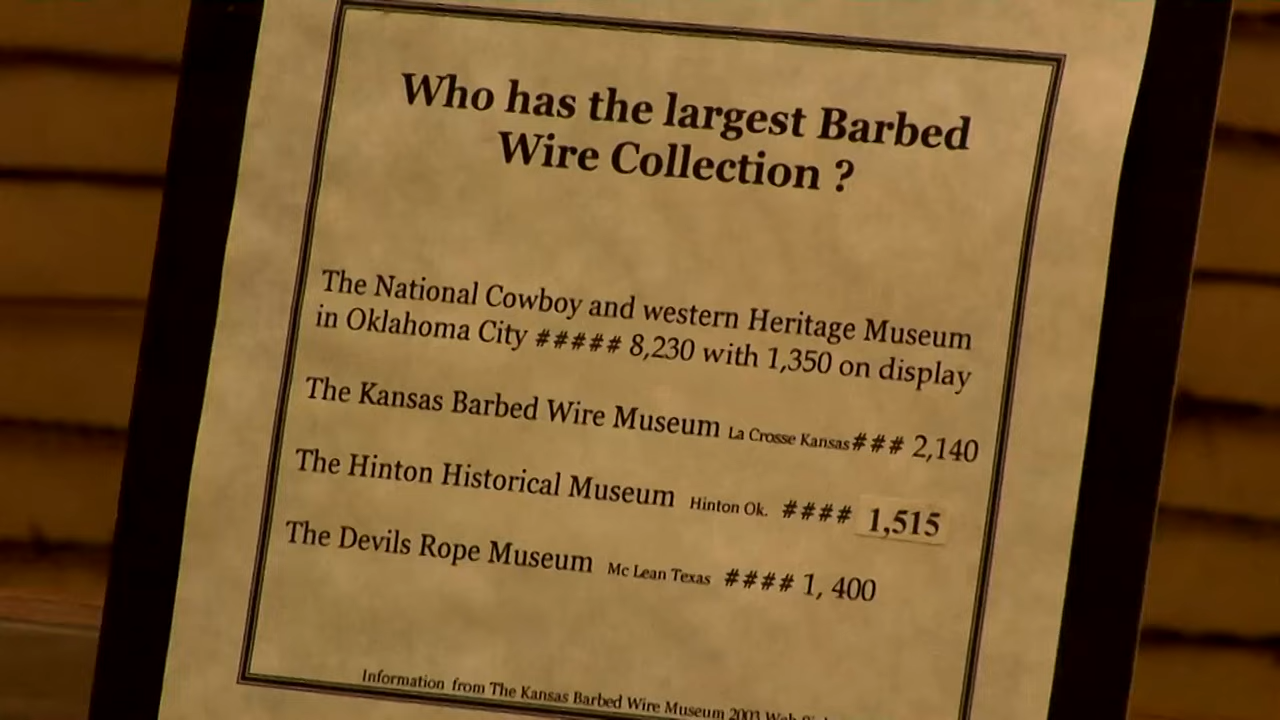 Who has the largest Barbed
Wire Collection ?
The National Cowboy and western Heritage Museum
in Oklahoma City ##### 8,230 with 1,350 on display
The Kansas Barbed Wire Museum La Crosse Kansas### 2,140
The Hinton Historical Museum Hinton Ok. #### 1,515
The Devils Rope Museum Mc Lean Texas #### 1, 400
Information from The Kansas Barbed Wire Museum 2003 Web